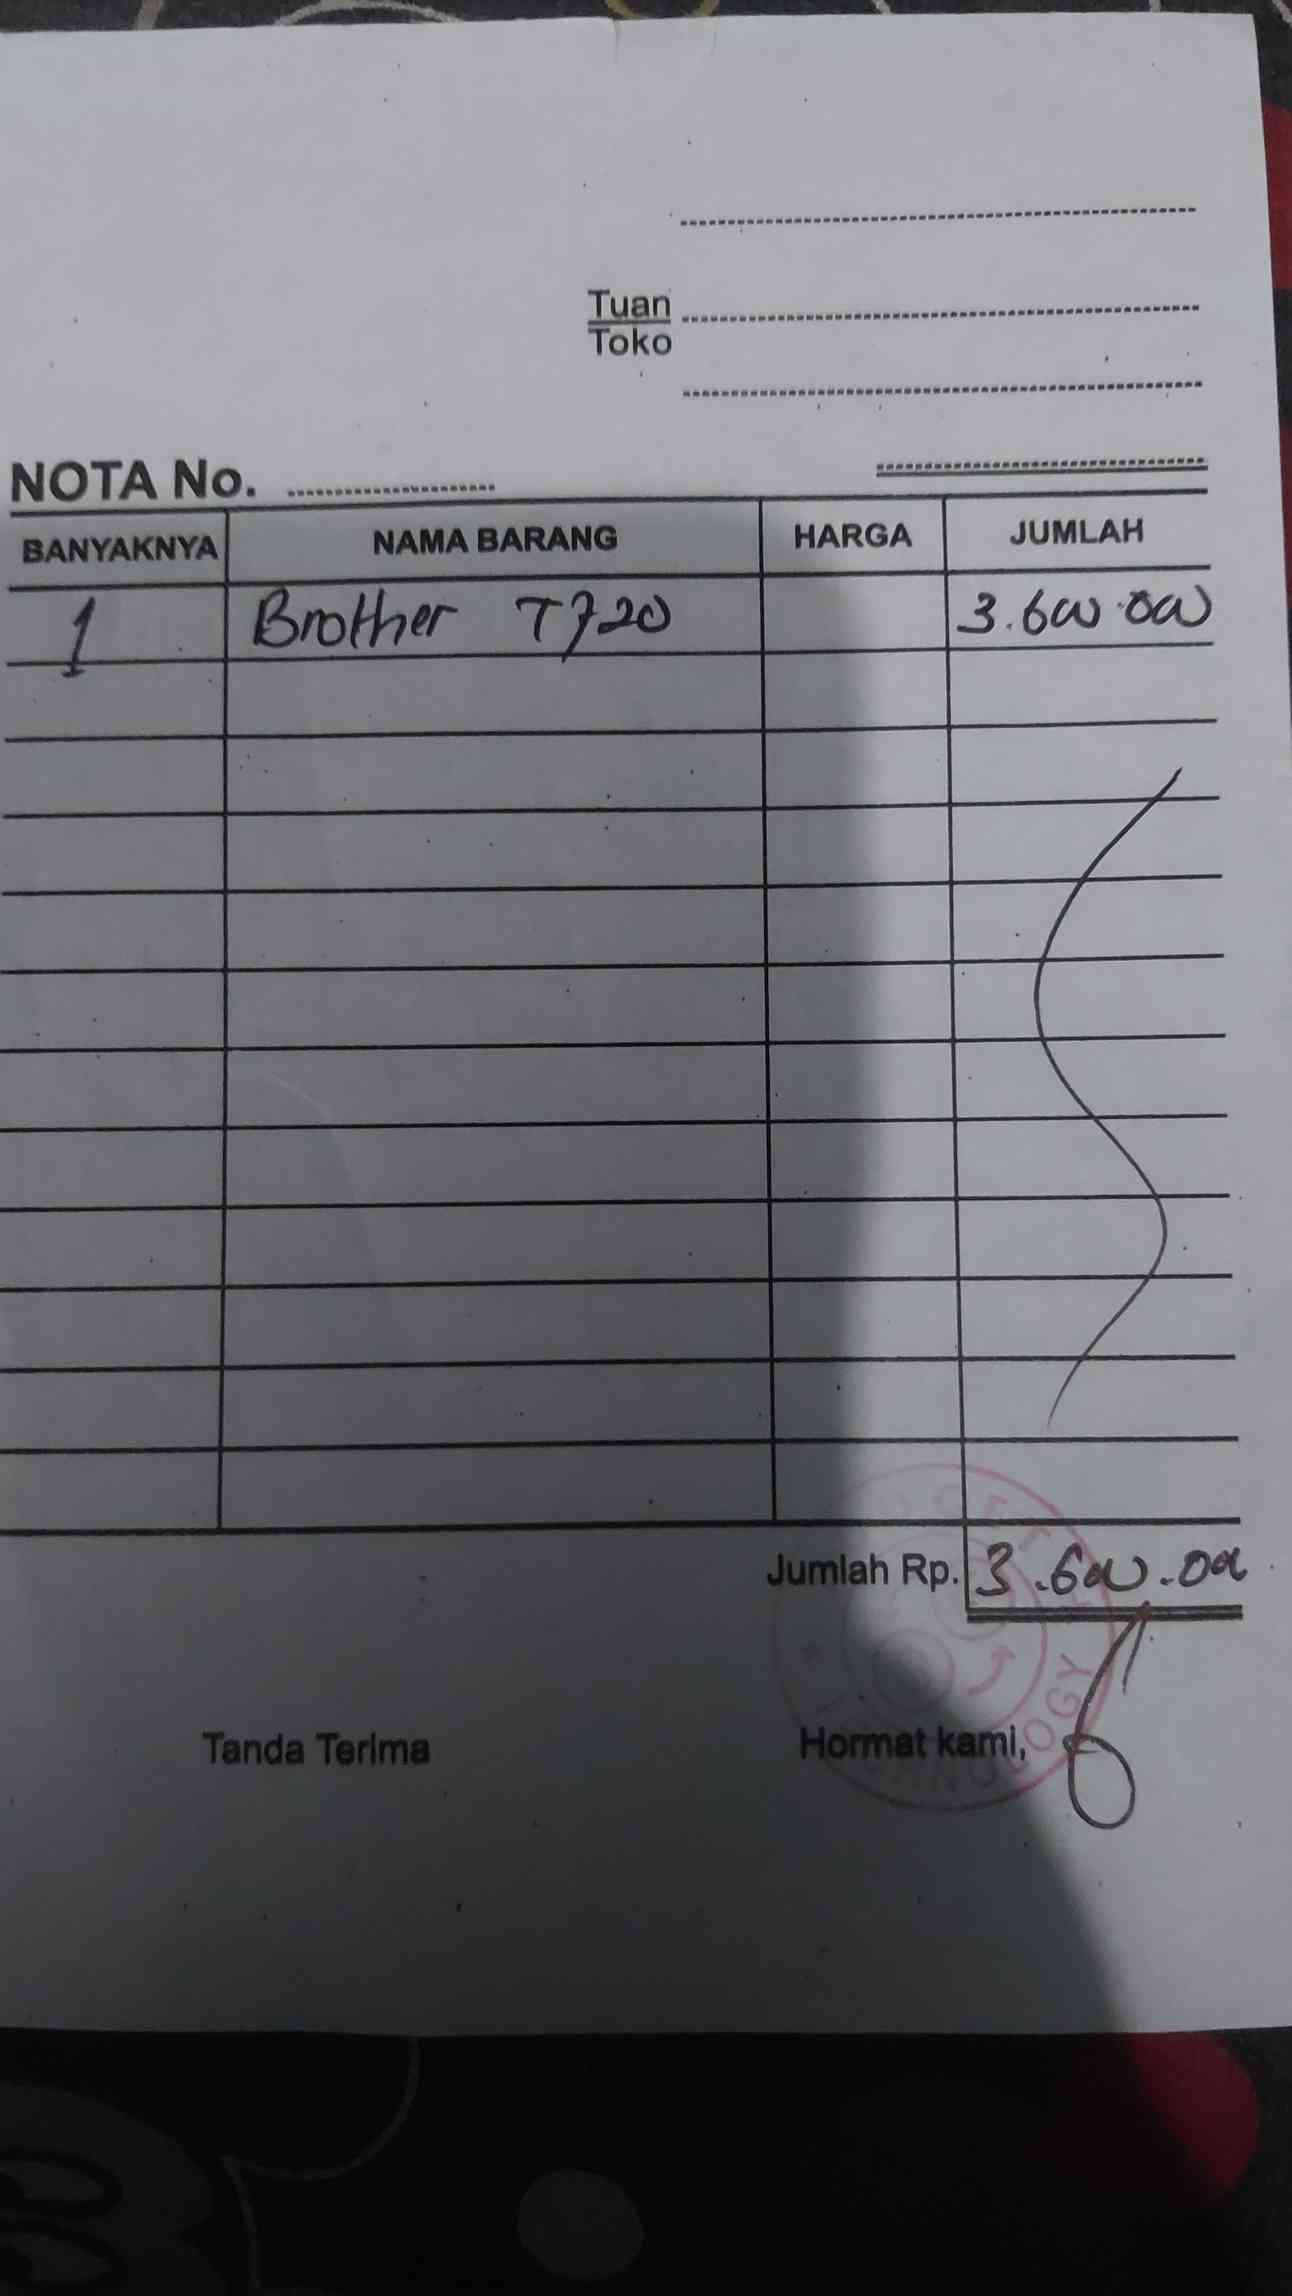 Tuan
Toko
NOTA No.
BANYAKNYA NAMA BARANG HARGA JUMLAH
1 Brother T720 3.600.000
Jumlah Rp. 3.600.000
Tanda Terima Hormat kami,